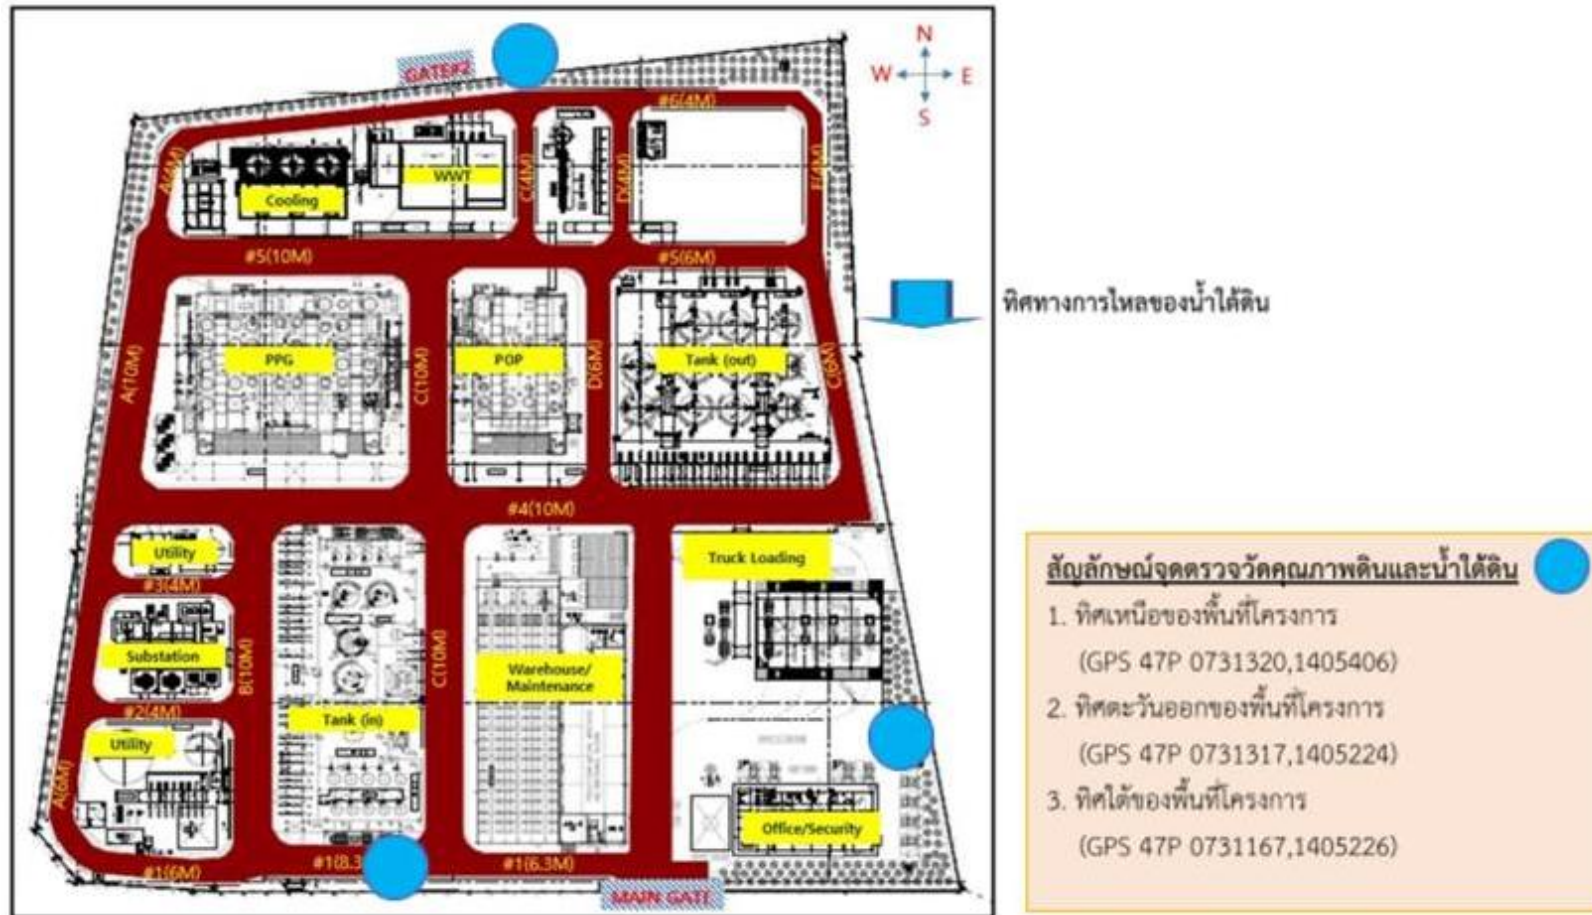 GATE#2
N
W E
S
#6(4M)
A(4M)
Cooling
WWT
C(4M)
D(4M)
E(4M)
#5(10M)
#5(6M)
ทิศทางการไหลของน้ำใต้ดิน
A(10M)
PPG
C(10M)
POP
D(6M)
Tank (out)
C(6M)
#4(10M)
Utility
#3(4M)
Substation
B(10M)
#2(4M)
Utility
A(6M)
Tank (in)
C(10M)
Warehouse/
Maintenance
Truck Loading
Office/Security
#1(6M)
#1(8.3
#1(6.3M)
MAIN GATE
สัญลักษณ์จุดตรวจวัดคุณภาพดินและน้ำใต้ดิน
1. ทิศเหนือของพื้นที่โครงการ
(GPS 47P 0731320,1405406)
2. ทิศตะวันออกของพื้นที่โครงการ
(GPS 47P 0731317,1405224)
3. ทิศใต้ของพื้นที่โครงการ
(GPS 47P 0731167,1405226)